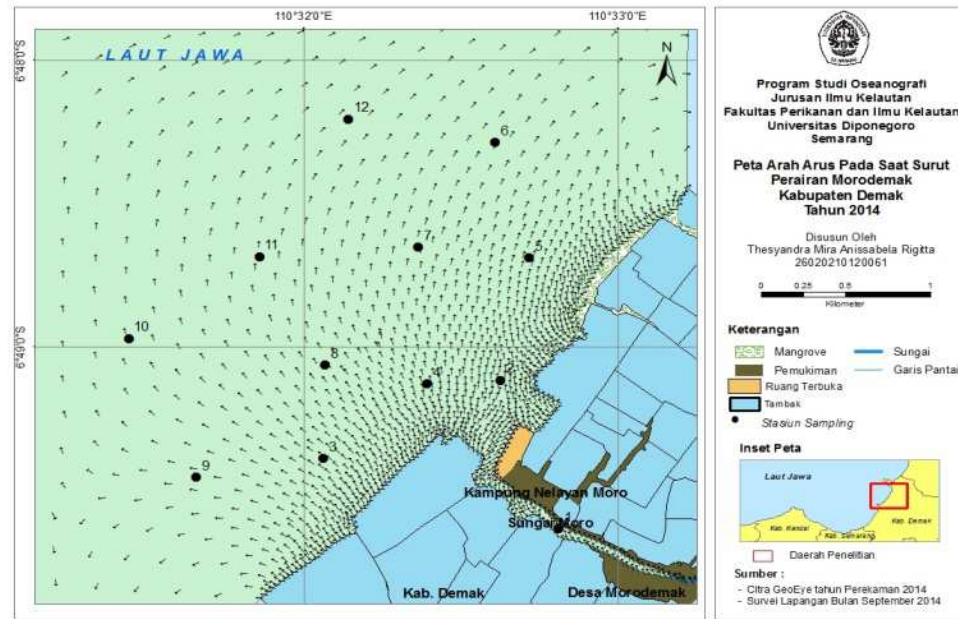 110°32'0"E
110°33'0"E
6°48'0"S
6°49'0"S
LAUT JAWA
N
12
6
11
7
5
10
8
4
2
3
9
Kampung Nelayan Moro
1
Sungai Moro
Kab. Demak
Desa Morodemak
Program Studi Oseanografi
Jurusan Ilmu Kelautan
Fakultas Perikanan dan Ilmu Kelautan
Universitas Diponegoro
Semarang
Peta Arah Arus Pada Saat Surut
Perairan Morodemak
Kabupaten Demak
Tahun 2014
Disusun Oleh
Thesyandra Mira Anissabela Rigitta
26020210120061
0 0.25 0.5 1
Kilometer
Keterangan
Mangrove
Sungai
Pemukiman
Garis Pantai
Ruang Terbuka
Tambak
Stasiun Sampling
Inset Peta
Laut Jawa
Kab. Demak
Kab. Kendal
Kab. Semarang
Daerah Penelitian
Sumber :
- Citra GeoEye tahun Perekaman 2014
- Survei Lapangan Bulan September 2014